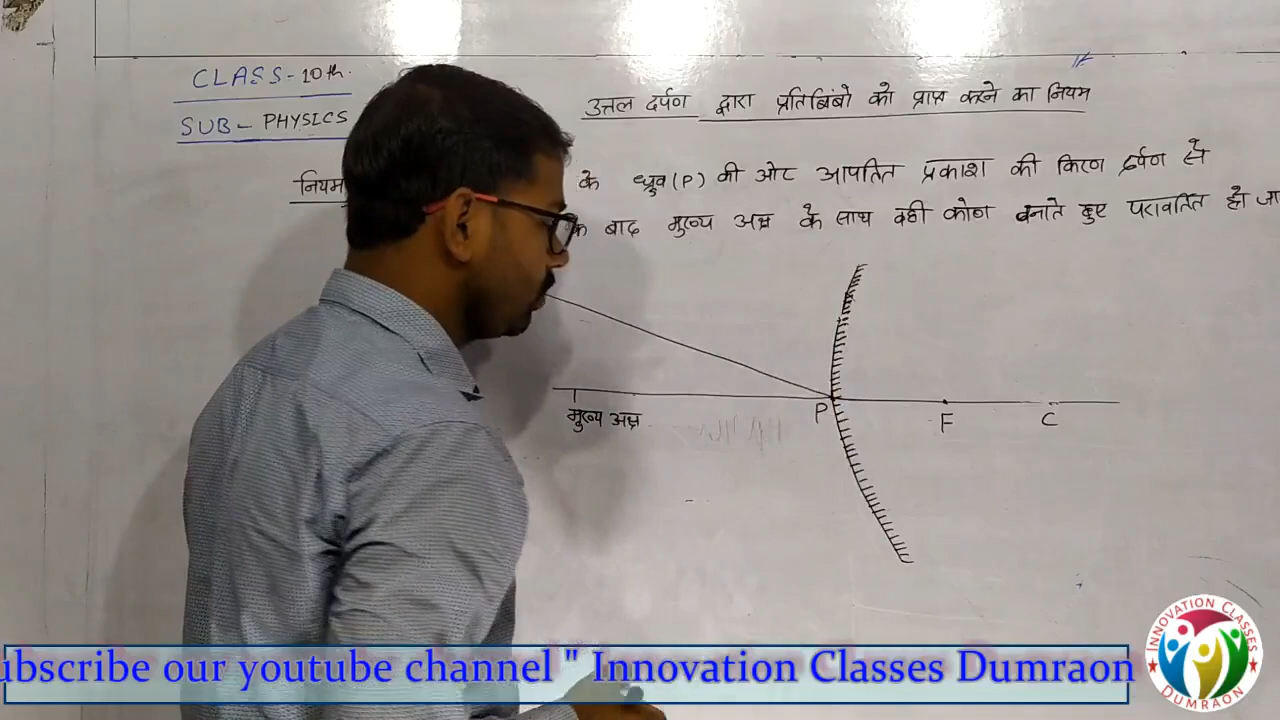 CLASS-10th.
SUB- PHYSICS
उत्तल दर्पण द्वारा प्रतिबिंबो को प्राप्त करने का नियम
नियम
के ध्रुव (P) की ओर आपतित प्रकाश की किरण दर्पण से
के बाद मुख्य अक्ष के साथ वही कोण बनाते हुए परावर्तित हो जा
मुख्य अक्ष
P
F
C
ubscribe our youtube channel " Innovation Classes Dumraon
INNOVATION CLASSES
DUMRAON